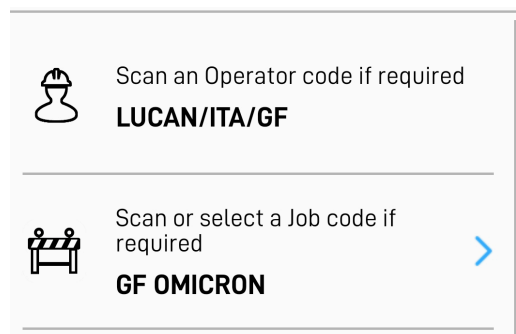 Scan an Operator code if required
LUCAN/ITA/GF
Scan or select a Job code if
required
GF OMICRON